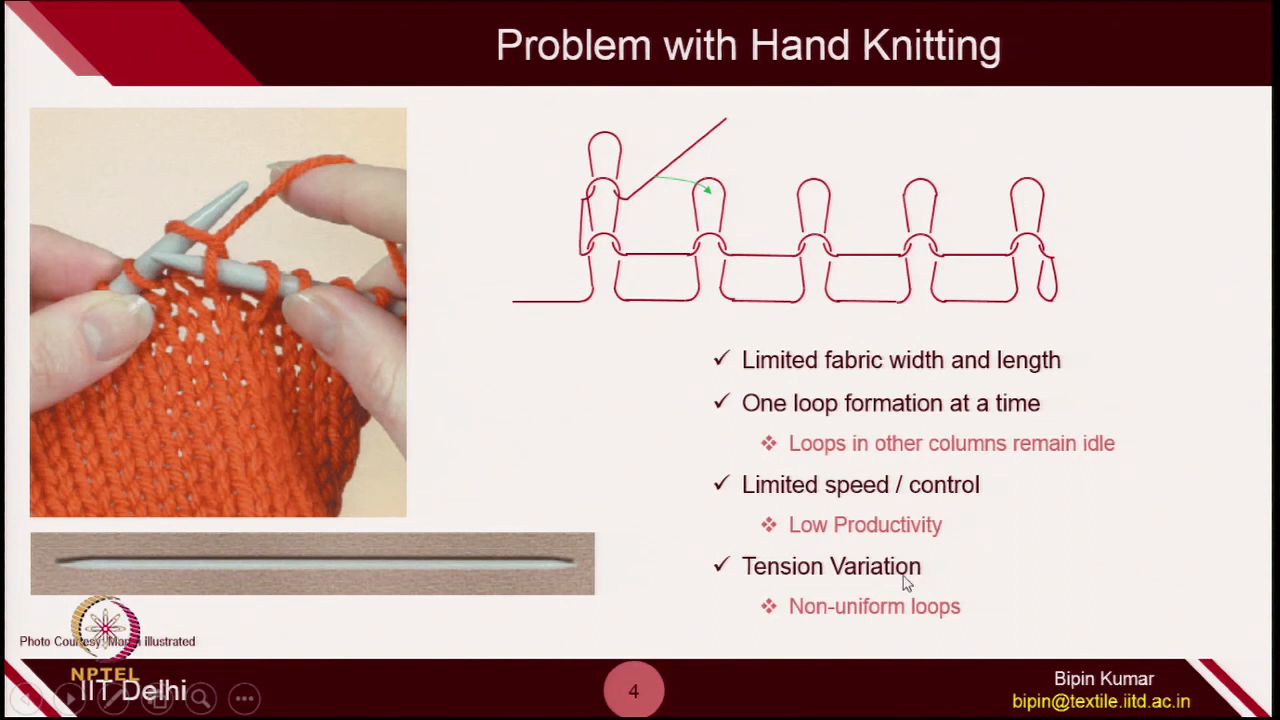 Problem with Hand Knitting
✓ Limited fabric width and length
✓ One loop formation at a time
❖ Loops in other columns remain idle
✓ Limited speed / control
❖ Low Productivity
✓ Tension Variation
❖ Non-uniform loops
Photo Courtesy: illustrated
NPTEL
IIT Delhi
4
Bipin Kumar
bipin@textile.iitd.ac.in